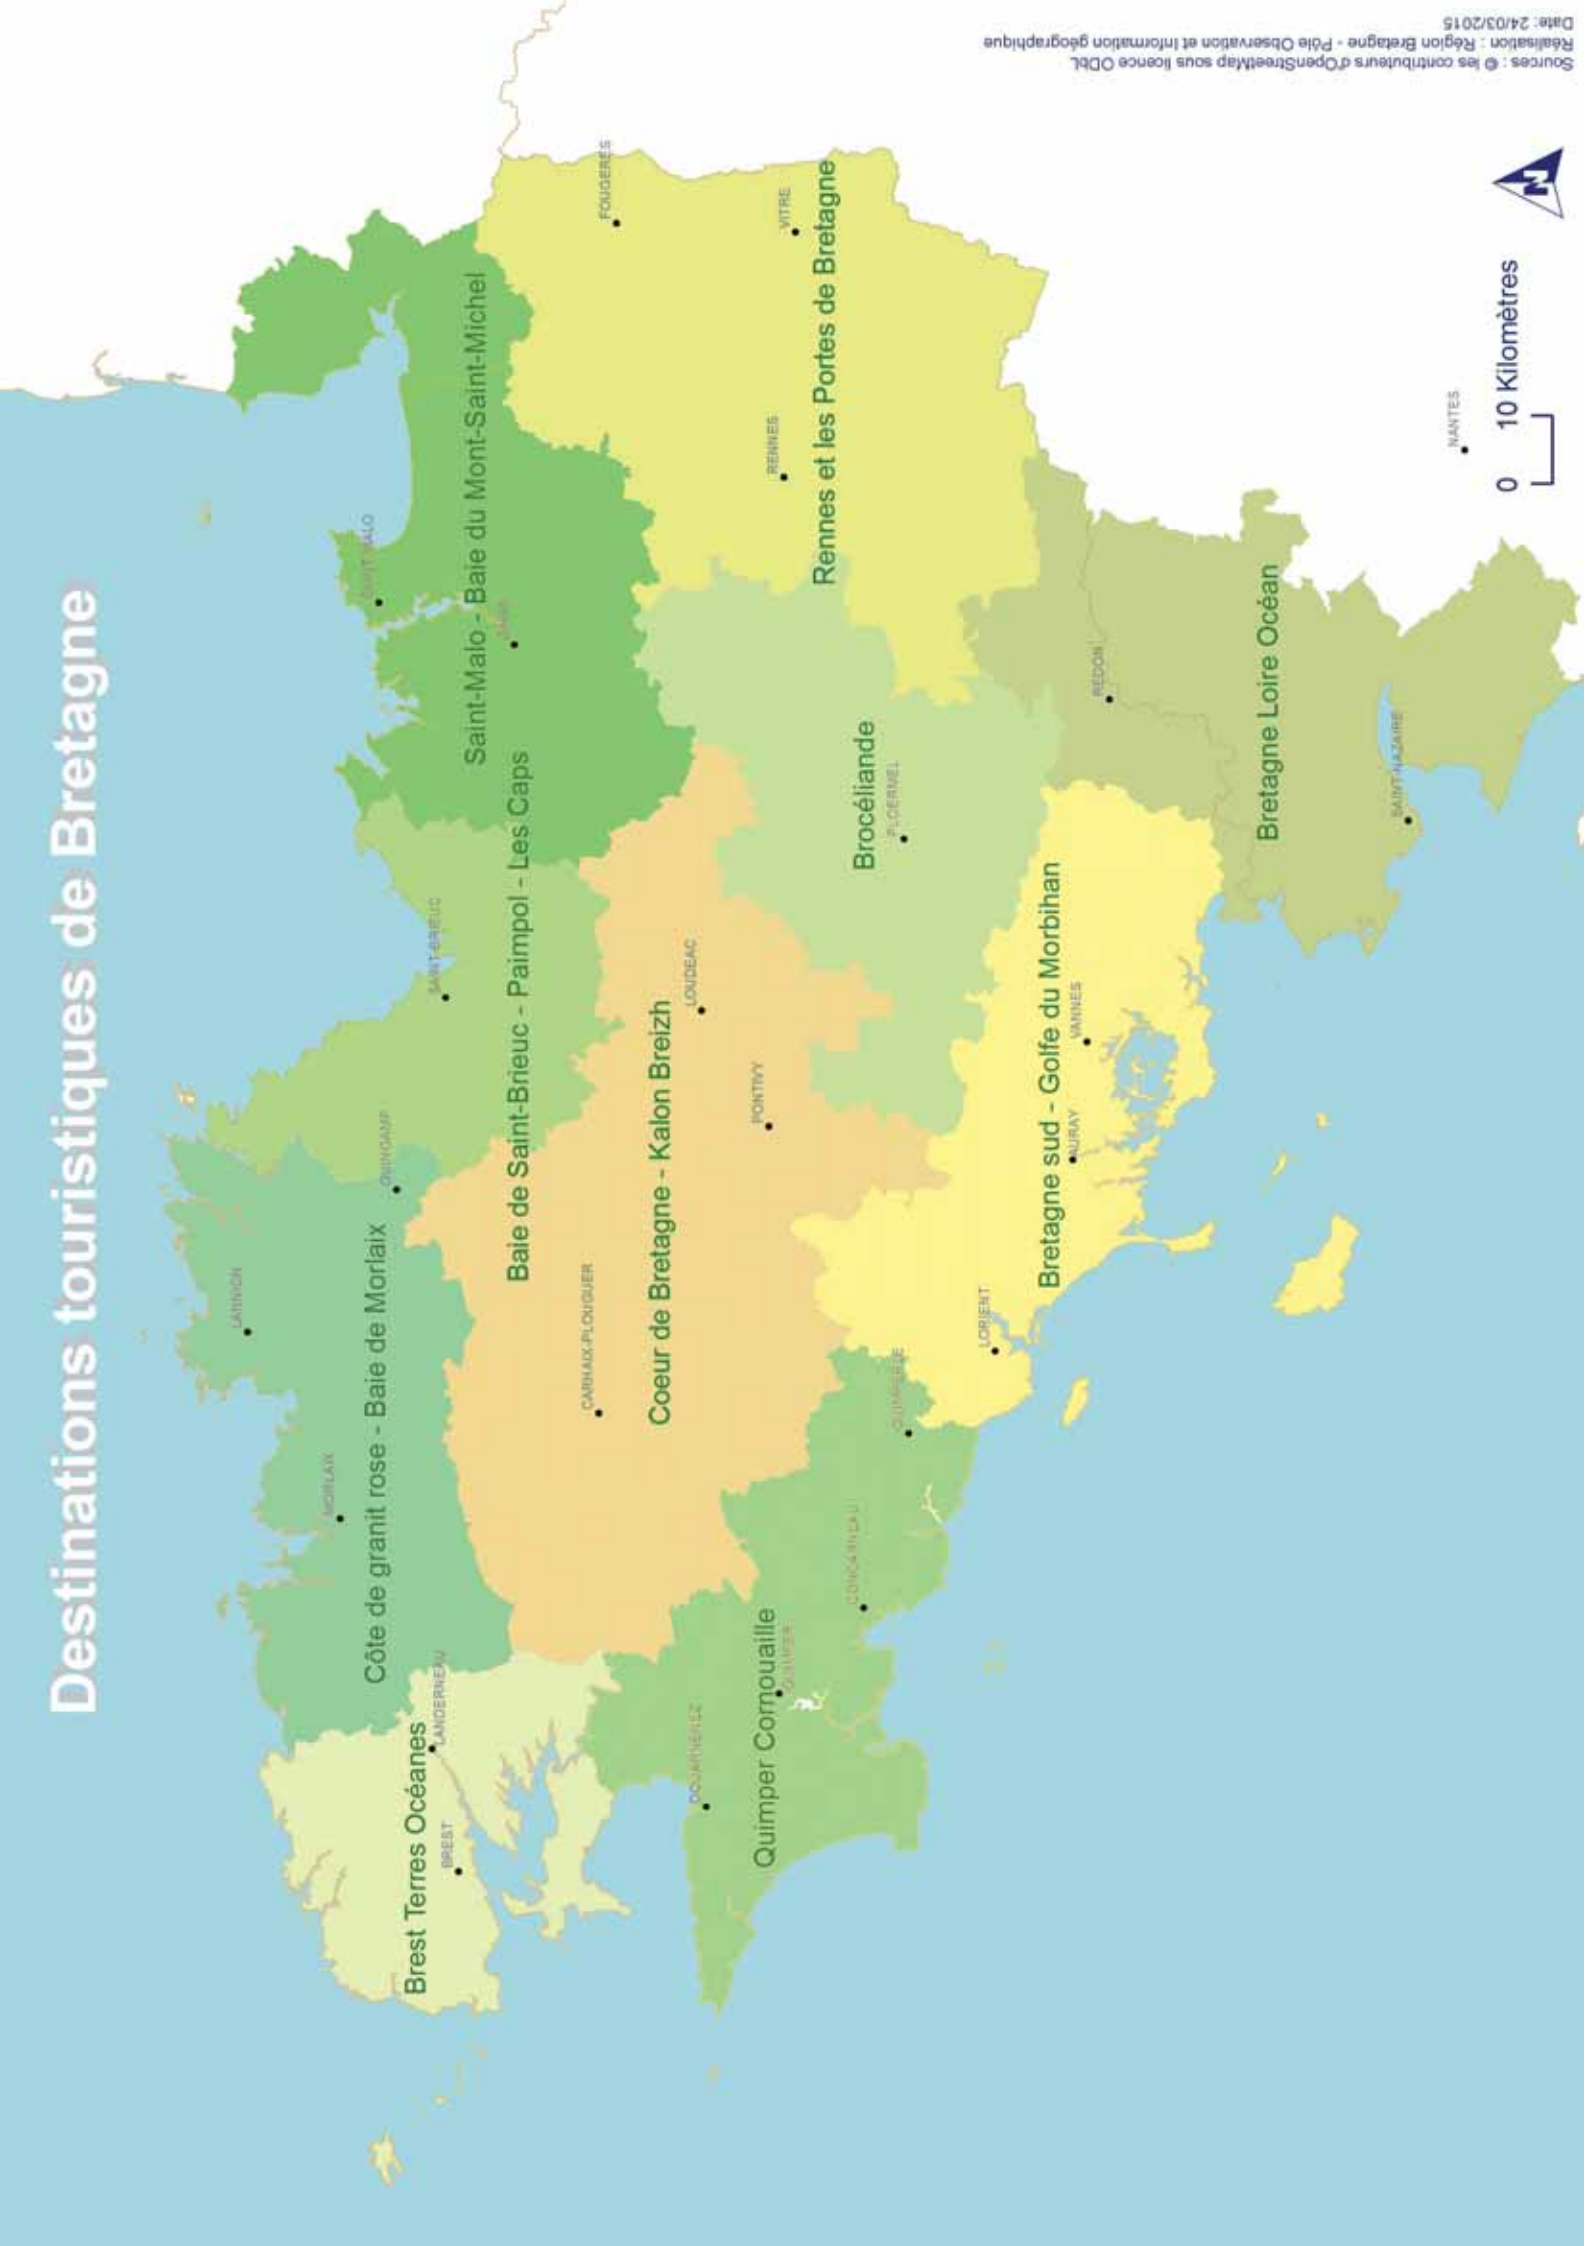 Destinations touristiques de Bretagne
LANNION
MORLAIX
GUINGAMP
SAINT-MALO
Côte de granit rose - Baie de Morlaix
SAINT-BRIEUC
LANDERNEAU
Brest Terres Océanes
BREST
Saint-Malo - Baie du Mont-Saint-Michel
DINAN
Baie de Saint-Brieuc - Paimpol - Les Caps
FOUGERES
CARHAIX-PLOUGUER
Coeur de Bretagne - Kalon Breizh
LOUDEAC
DOUARNENEZ
PONTIVY
RENNES
VITRE
Quimper Cornouaille
QUIMPER
Rennes et les Portes de Bretagne
CONCARNEAU
Brocéliande
PLOERMEL
QUIMPERLE
LORIENT
Bretagne sud - Golfe du Morbihan
VANNES
AURAY
REDON
Bretagne Loire Océan
SAINT-NAZAIRE
NANTES
0 10 Kilomètres
N
Sources : © les contributeurs d'OpenStreetMap sous licence ODbL
Réalisation : Région Bretagne - Pôle Observation et Information géographique
Date: 24/03/2015